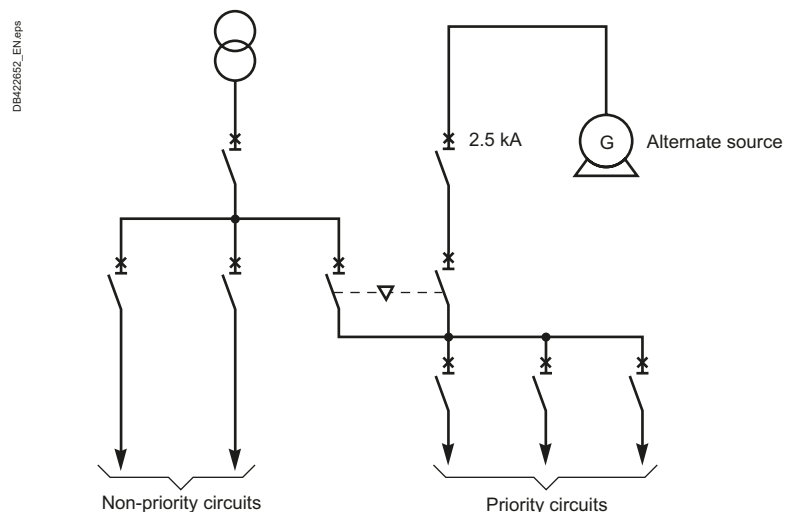 DB422652_EN.eps
2.5 kA
G
Alternate source
Non-priority circuits
Priority circuits